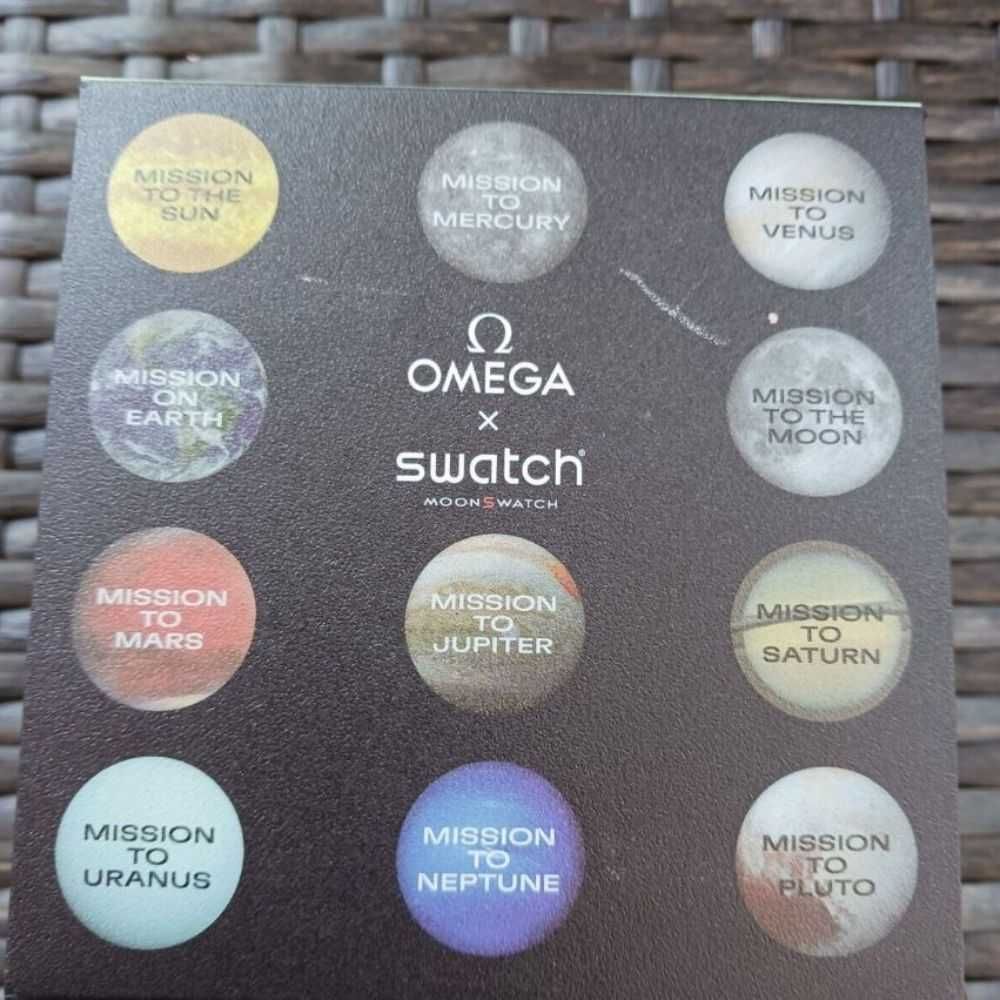 MISSION
TO THE
SUN
MISSION
TO
MERCURY
MISSION
TO
VENUS
MISSION
ON
EARTH
Ω
OMEGA
×
swatch®
MOONSWATCH
MISSION
TO THE
MOON
MISSION
TO
MARS
MISSION
TO
JUPITER
MISSION
TO
SATURN
MISSION
TO
URANUS
MISSION
TO
NEPTUNE
MISSION
TO
PLUTO